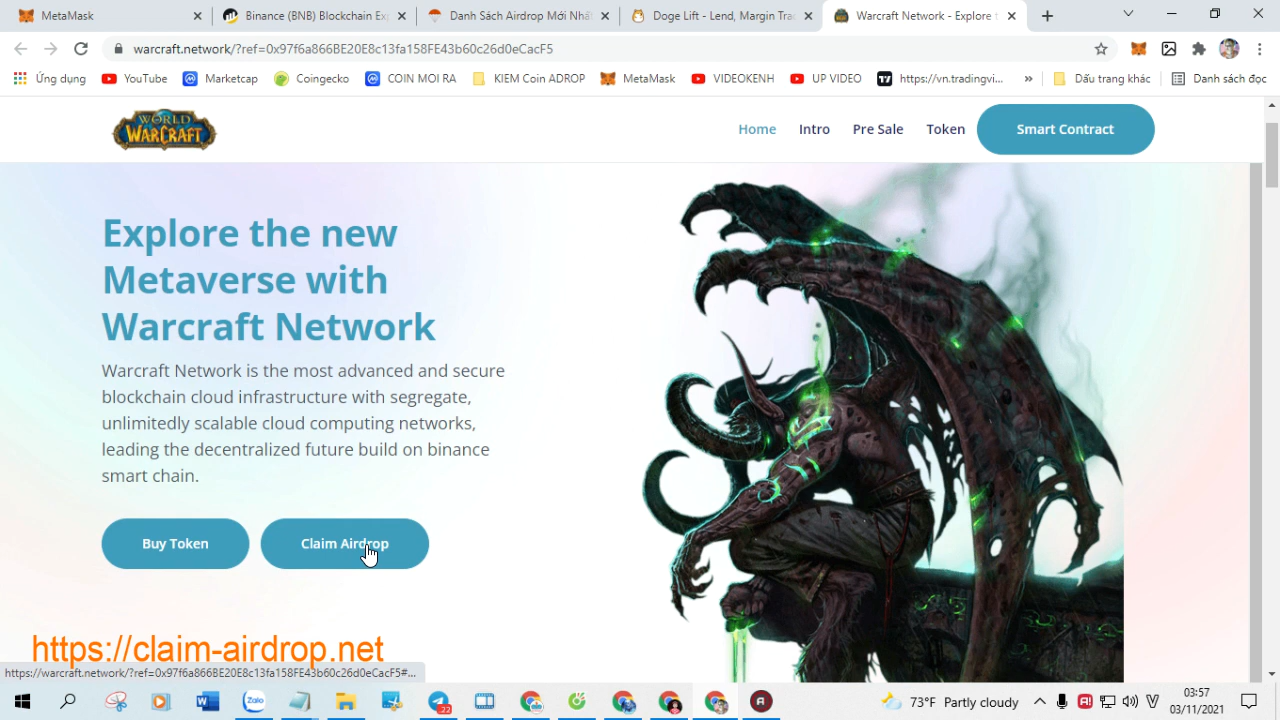 MetaMask
Binance (BNB) Blockchain Exp
Danh Sách Airdrop Mới Nhấ
Doge Lift - Lend, Margin Tra
Warcraft Network - Explore t
warcraft.network/?ref=0x97f6a866BE20E8c13fa158FE43b60c26d0eCacF5
Ứng dụng
YouTube
Marketcap
Coingecko
COIN MOI RA
KIEM Coin ADROP
MetaMask
VIDEOKENH
UP VIDEO
https://vn.tradingvi...
»
Dấu trang khác
Danh sách đọc
WORLD
WARCRAFT
Home
Intro
Pre Sale
Token
Smart Contract
Explore the new
Metaverse with
Warcraft Network
Warcraft Network is the most advanced and secure
blockchain cloud infrastructure with segregate,
unlimitedly scalable cloud computing networks,
leading the decentralized future build on binance
smart chain.
Buy Token
Claim Airdrop
https://claim-airdrop.net
https://warcraft.network/?ref=0x97f6a866BE20E8c13fa158FE43b60c26d0eCacF5#...
Zalo
22
73°F Partly cloudy
03:57
03/11/2021